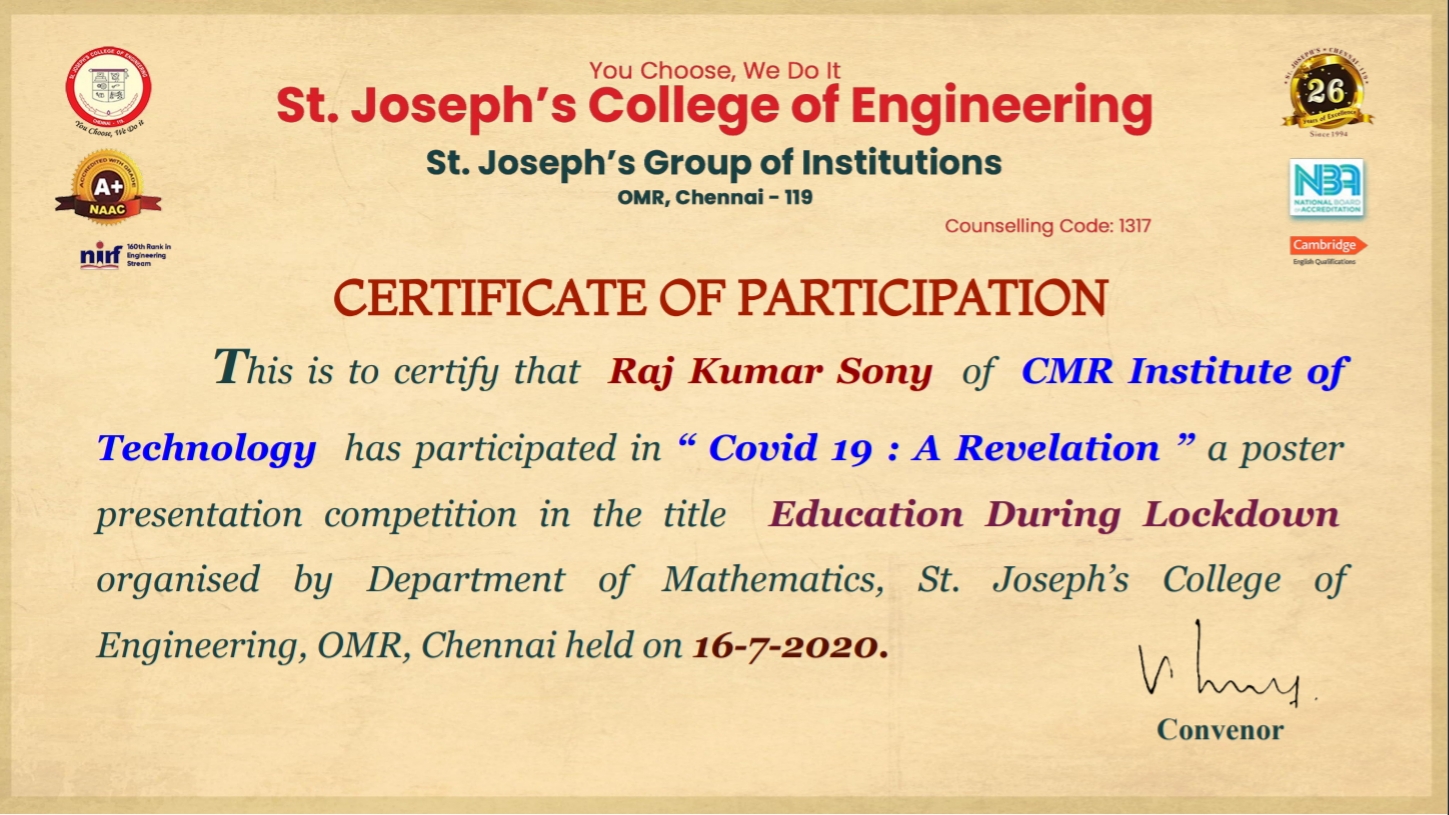 ST. JOSEPH'S COLLEGE OF ENGINEERING
CHENNAI - 119.
You Choose, We Do It
You Choose, We Do It
St. Joseph's College of Engineering
St. Joseph's Group of Institutions
OMR, Chennai - 119
Counselling Code: 1317
ST. JOSEPH'S • CHENNAI-119
26
Years of Excellence
Since 1994
ACCREDITED WITH GRADE
A+
NAAC
NBA
NATIONAL BOARD
of ACCREDITATION
nirf
160th Rank in
Engineering
Stream
Cambridge
English Qualifications
CERTIFICATE OF PARTICIPATION
This is to certify that Raj Kumar Sony of CMR Institute of
Technology has participated in “ Covid 19 : A Revelation ” a poster
presentation competition in the title Education During Lockdown
organised by Department of Mathematics, St. Joseph's College of
Engineering, OMR, Chennai held on 16-7-2020.
Convenor